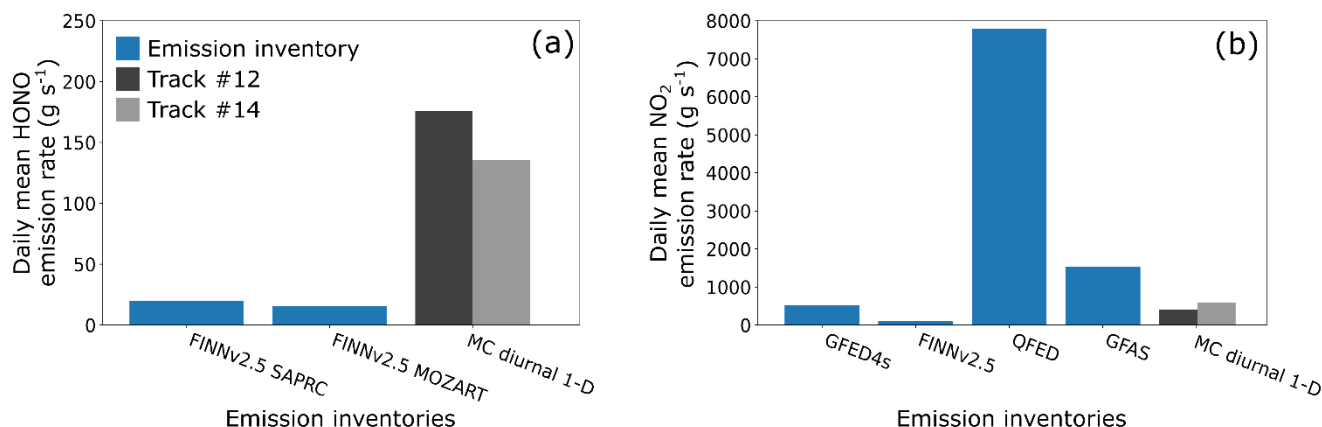 Daily mean HONO
emission rate (g s⁻¹)
250
200
150
100
50
0
(a)
Emission inventory
Track #12
Track #14
FINNv2.5 SAPRC
FINNv2.5 MOZART
MC diurnal 1-D
Emission inventories
Daily mean NO₂
emission rate (g s⁻¹)
8000
7000
6000
5000
4000
3000
2000
1000
0
(b)
GFED4s
FINNv2.5
QFED
GFAS
MC diurnal 1-D
Emission inventories